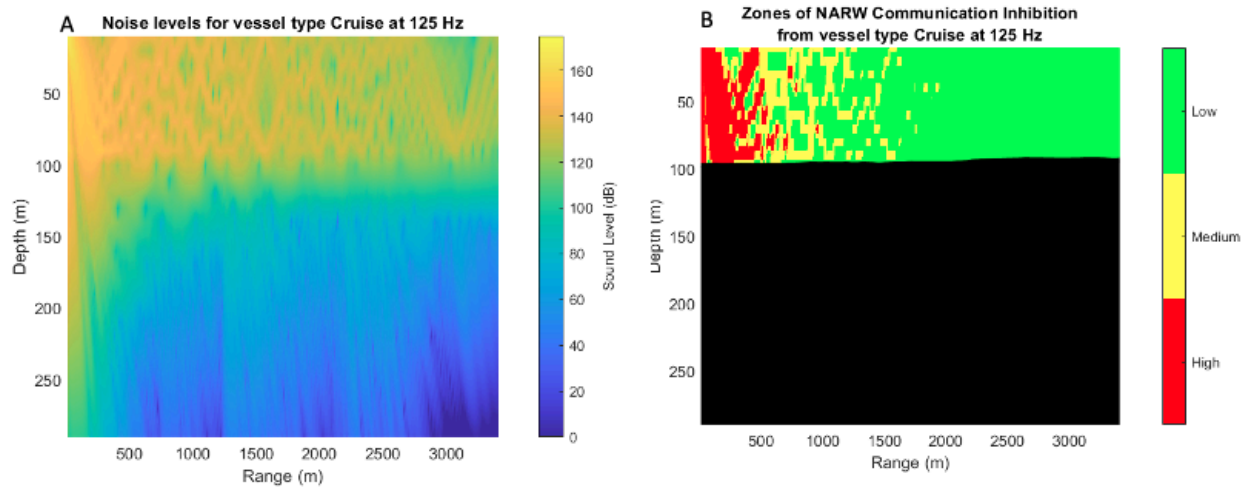 A
Noise levels for vessel type Cruise at 125 Hz
50
100
150
200
250
Depth (m)
500
1000
1500
2000
2500
3000
Range (m)
160
140
120
100
80
60
40
20
0
Sound Level (dB)
B
Zones of NARW Communication Inhibition
from vessel type Cruise at 125 Hz
50
100
150
200
250
Depth (m)
500
1000
1500
2000
2500
3000
Range (m)
Low
Medium
High